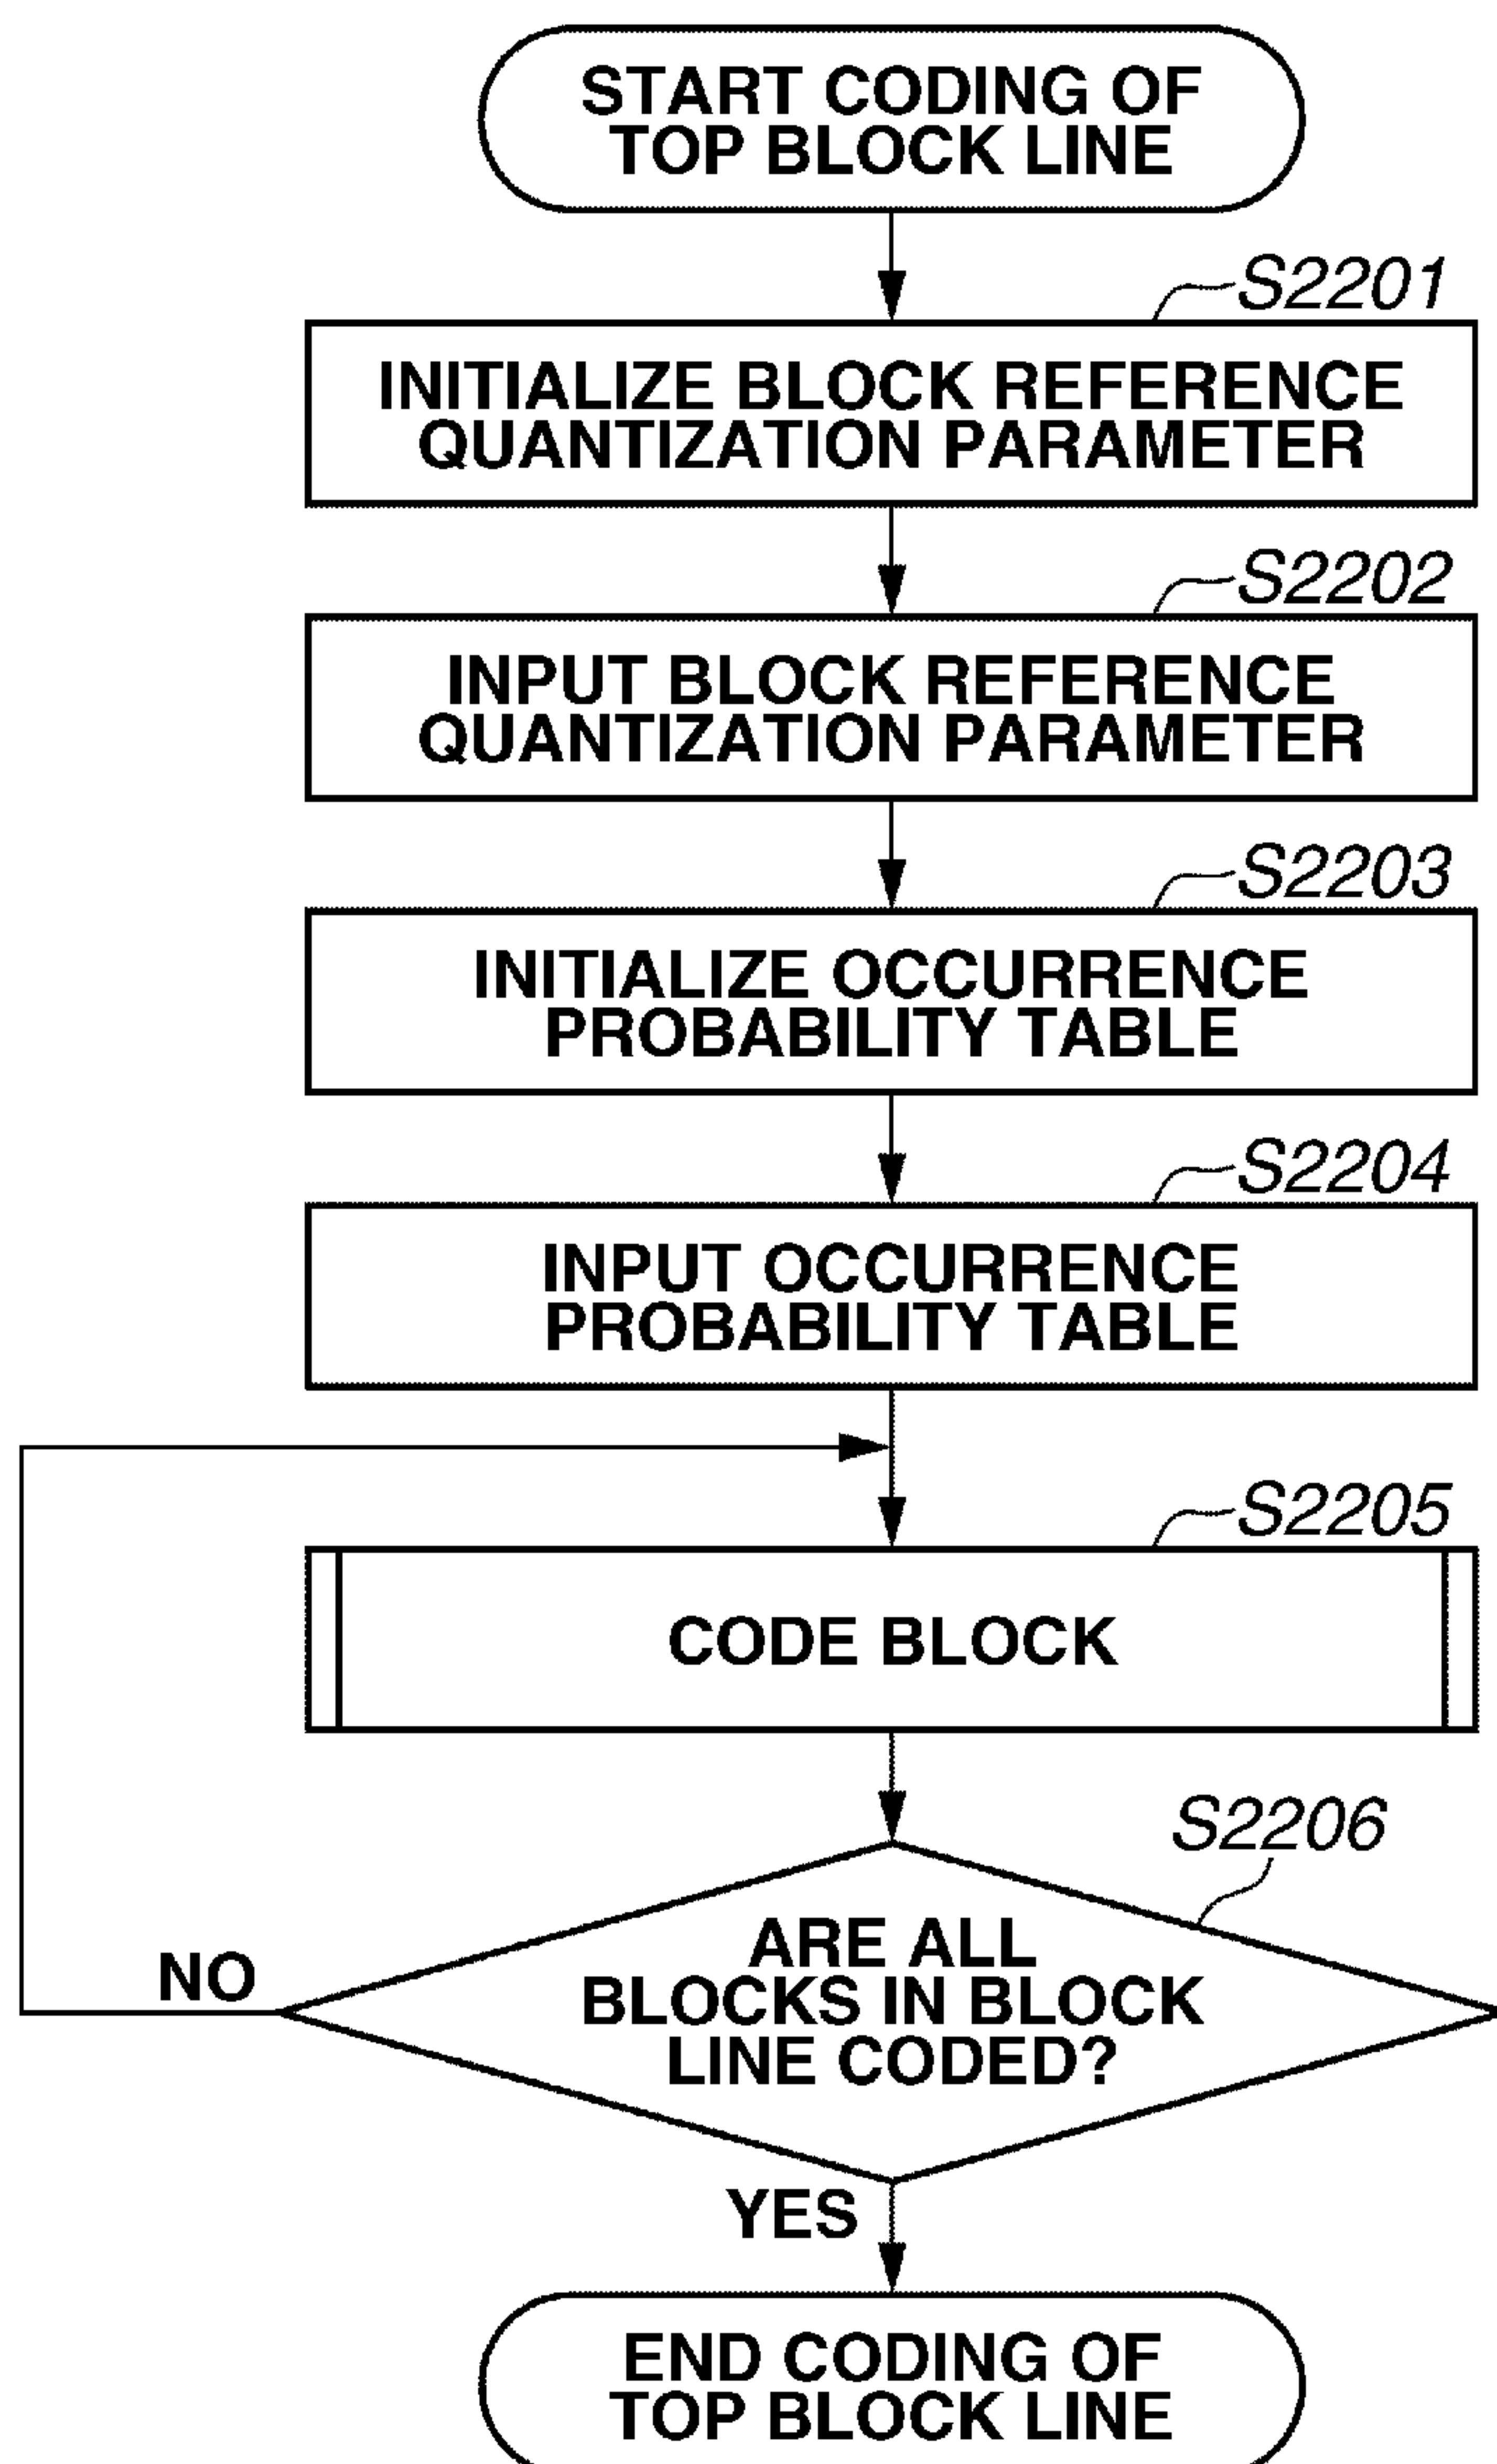 START CODING OF
TOP BLOCK LINE
S2201
INITIALIZE BLOCK REFERENCE
QUANTIZATION PARAMETER
S2202
INPUT BLOCK REFERENCE
QUANTIZATION PARAMETER
S2203
INITIALIZE OCCURRENCE
PROBABILITY TABLE
S2204
INPUT OCCURRENCE
PROBABILITY TABLE
S2205
CODE BLOCK
S2206
ARE ALL
BLOCKS IN BLOCK
LINE CODED?
NO
YES
END CODING OF
TOP BLOCK LINE